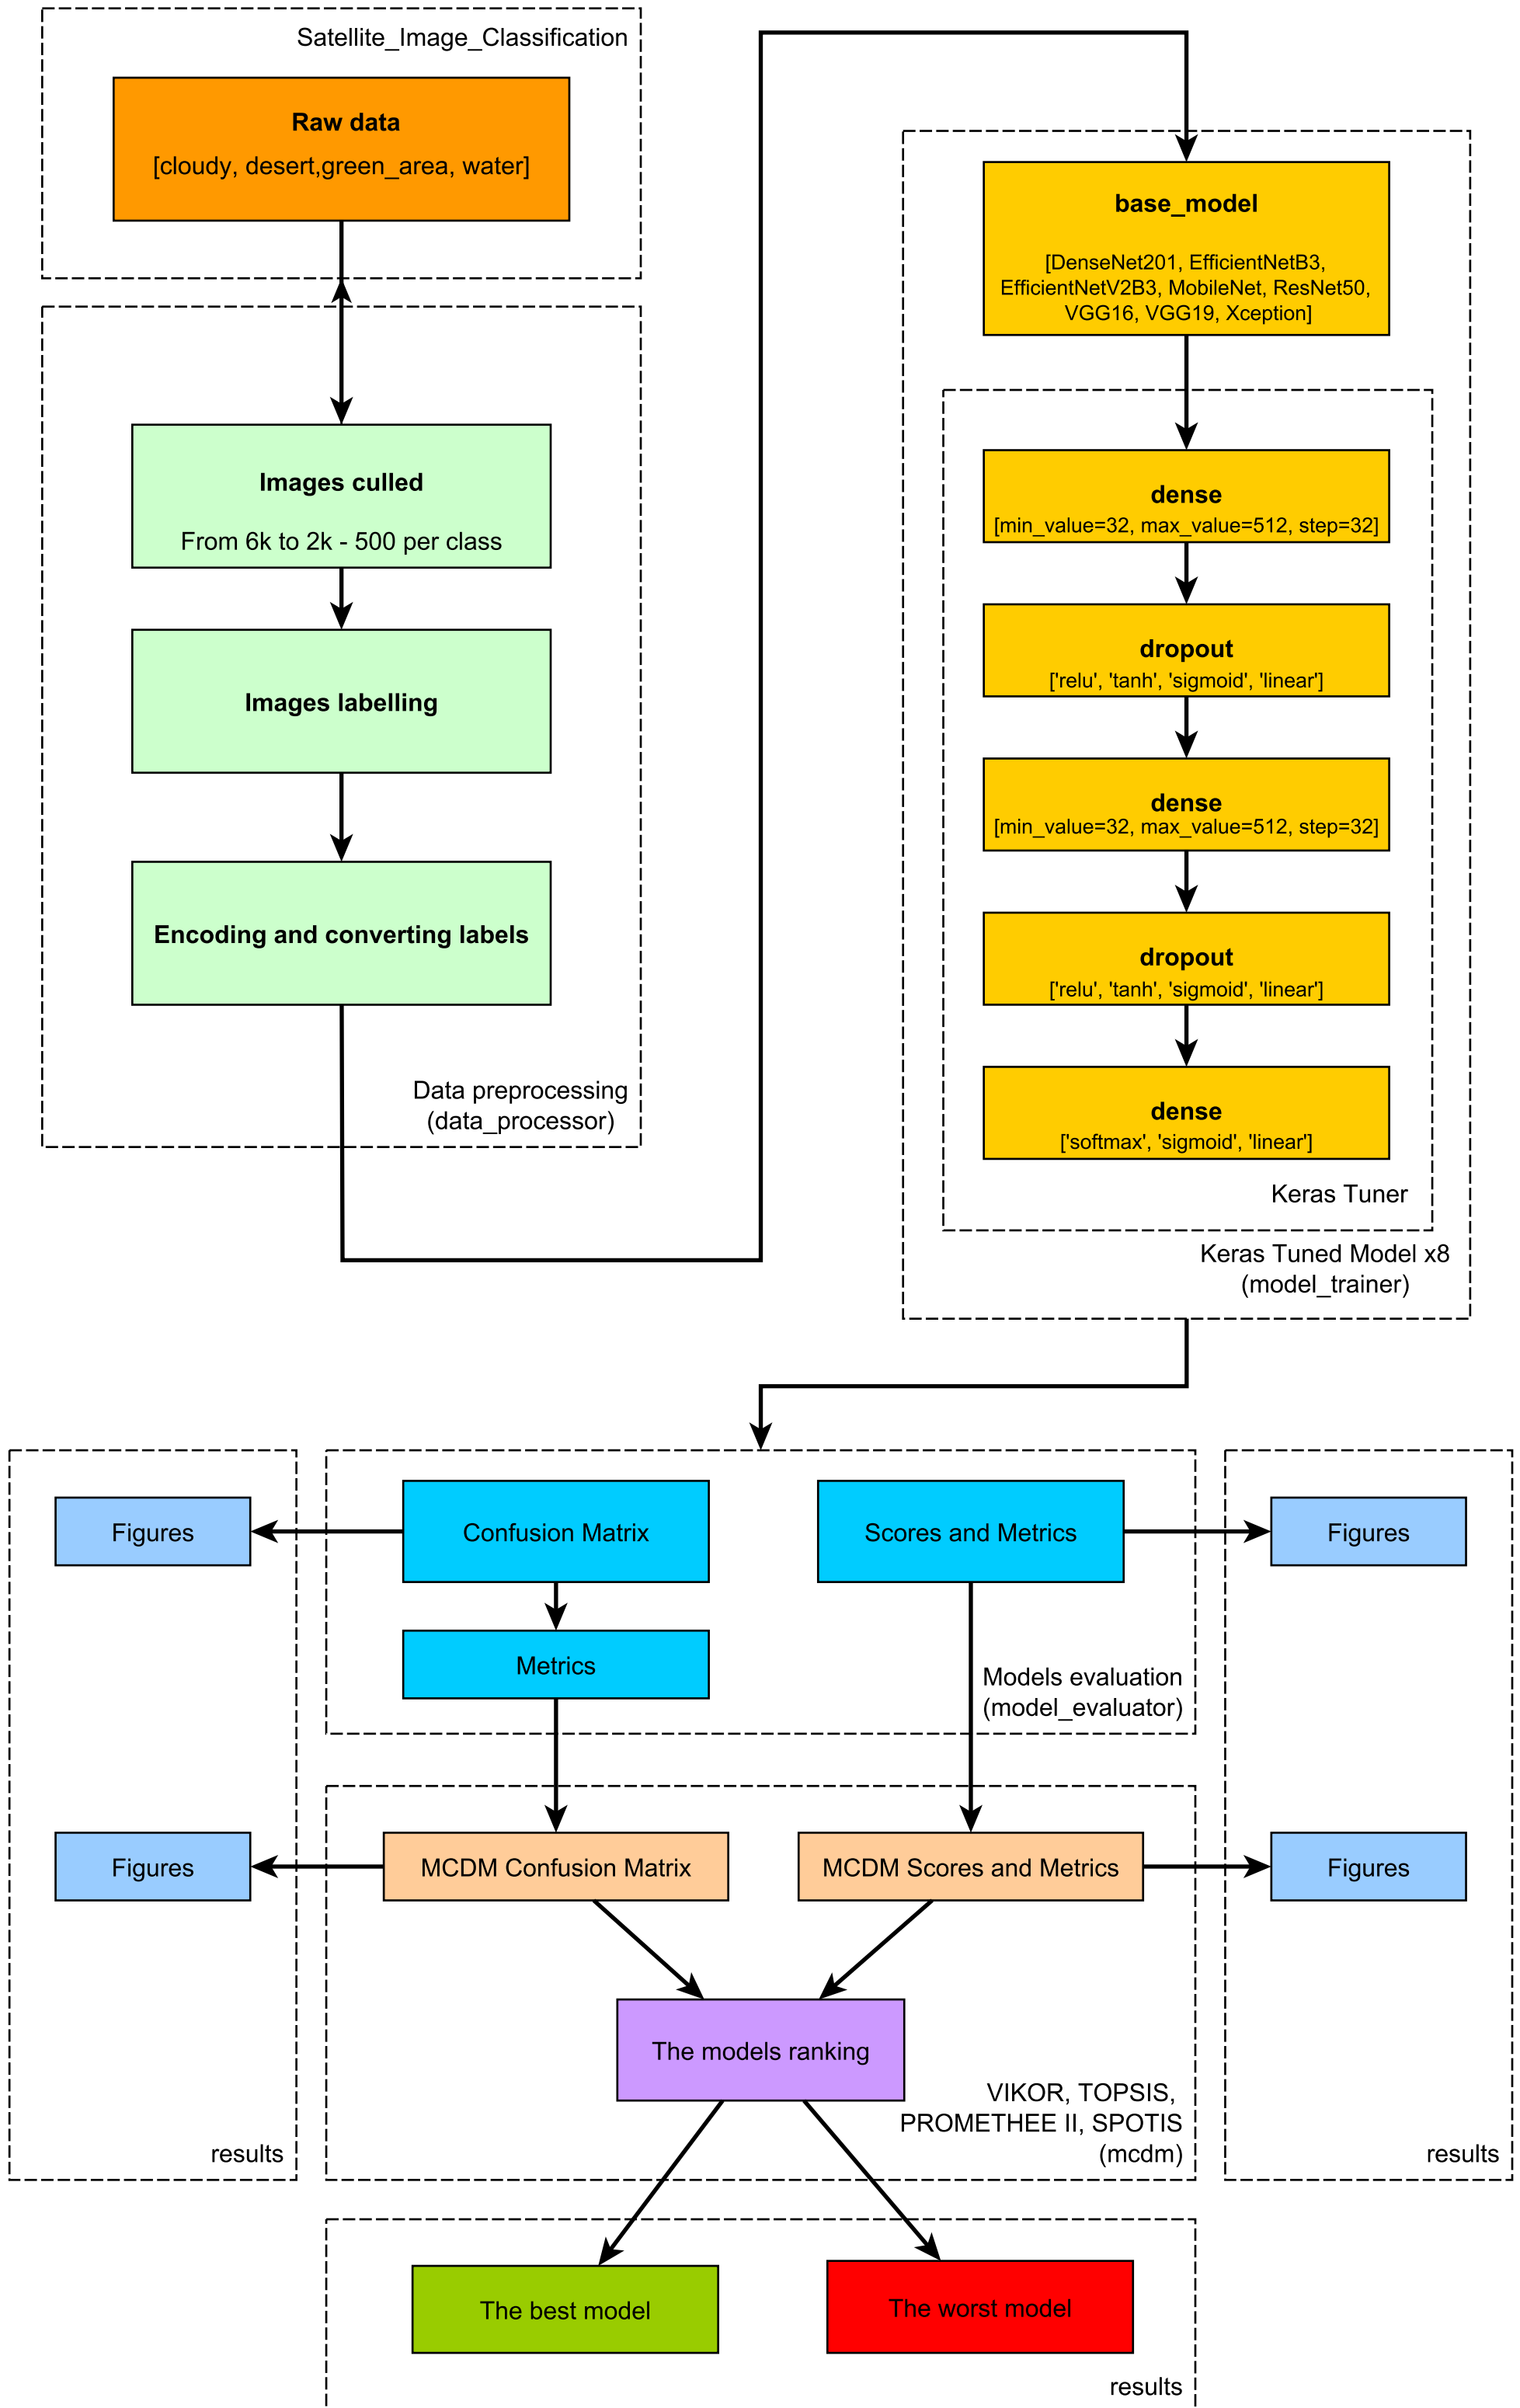 Satellite_Image_Classification
Raw data
[cloudy, desert,green_area, water]
Images culled
From 6k to 2k - 500 per class
Images labelling
Encoding and converting labels
Data preprocessing
(data_processor)
base_model
[DenseNet201, EfficientNetB3,
EfficientNetV2B3, MobileNet, ResNet50,
VGG16, VGG19, Xception]
dense
[min_value=32, max_value=512, step=32]
dropout
['relu', 'tanh', 'sigmoid', 'linear']
dense
[min_value=32, max_value=512, step=32]
dropout
['relu', 'tanh', 'sigmoid', 'linear']
dense
['softmax', 'sigmoid', 'linear']
Keras Tuner
Keras Tuned Model x8
(model_trainer)
Figures
Confusion Matrix
Scores and Metrics
Figures
Metrics
Models evaluation
(model_evaluator)
Figures
MCDM Confusion Matrix
MCDM Scores and Metrics
Figures
The models ranking
VIKOR, TOPSIS,
PROMETHEE II, SPOTIS
(mcdm)
results
results
The best model
The worst model
results